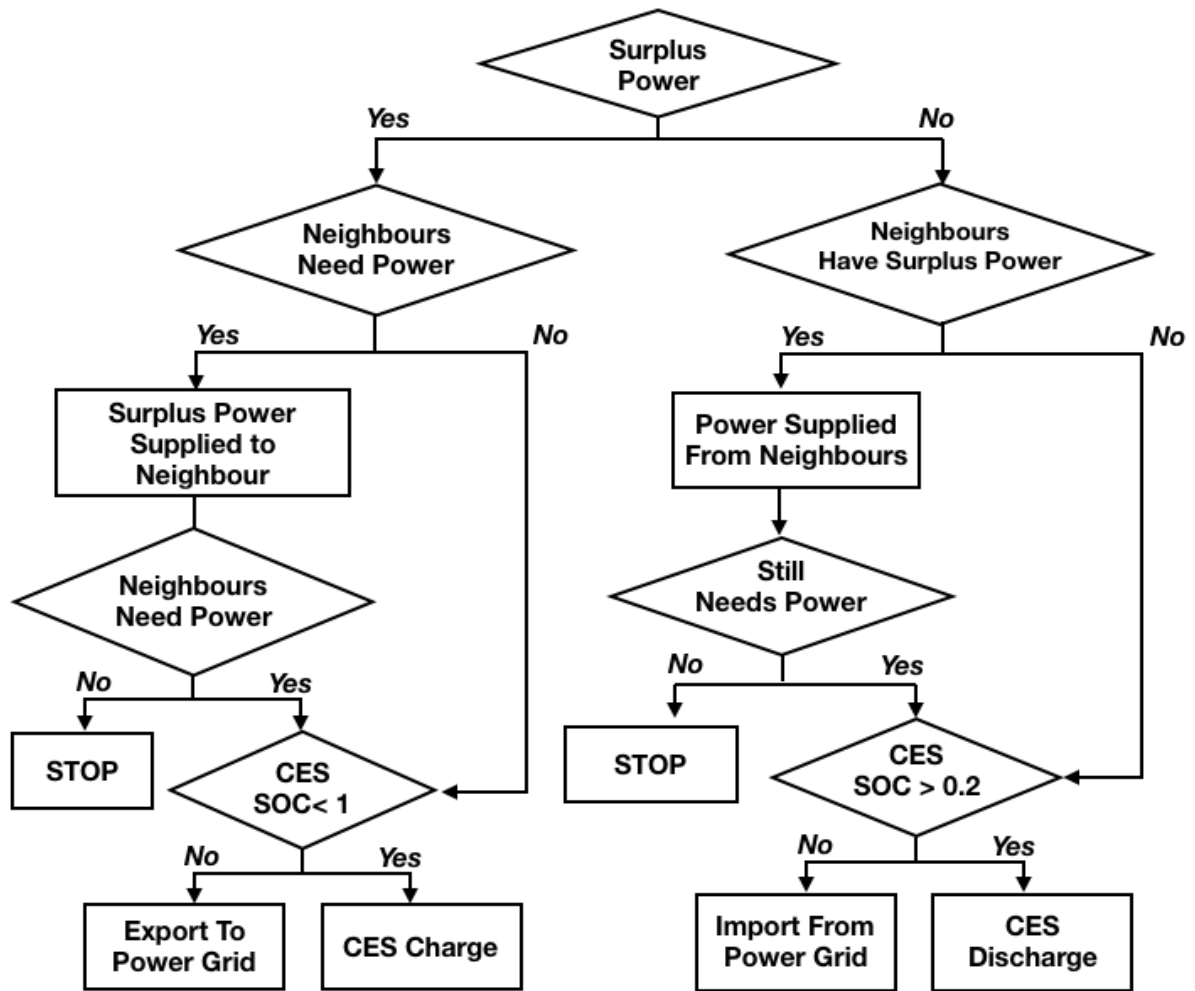 Surplus
Power
Yes
No
Neighbours
Need Power
Neighbours
Have Surplus Power
Yes
No
Yes
No
Surplus Power
Supplied to
Neighbour
Power Supplied
From Neighbours
Neighbours
Need Power
Still
Needs Power
No
Yes
No
Yes
STOP
CES
SOC< 1
STOP
CES
SOC > 0.2
No
Yes
No
Yes
Export To
Power Grid
CES Charge
Import From
Power Grid
CES
Discharge